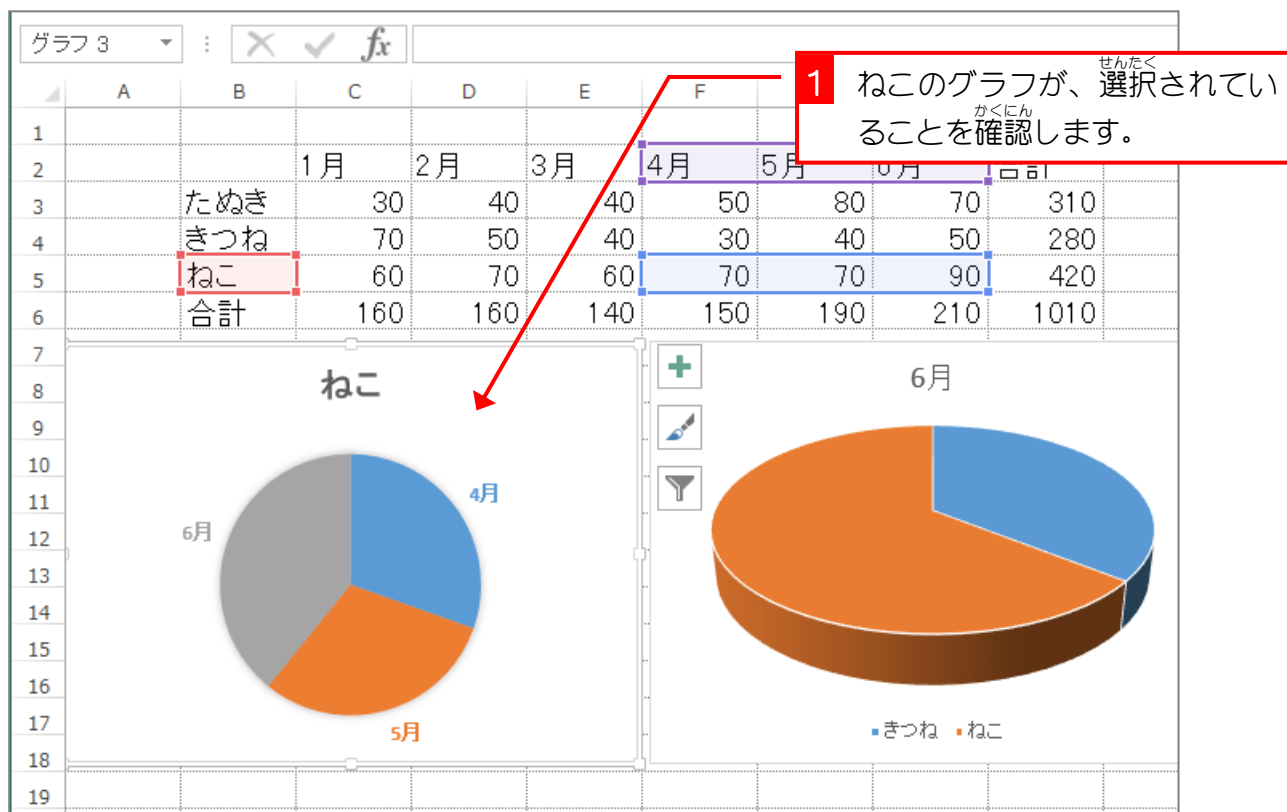 グラフ 3 fx
せんたく
1 ねこのグラフが、選択されてい
かくにん
ることを確認します。
A B C D E F
1
2 1月 2月 3月 4月 5月 6月 合計
3 たぬき 30 40 40 50 80 70 310
4 きつね 70 50 40 30 40 50 280
5 ねこ 60 70 60 70 70 90 420
6 合計 160 160 140 150 190 210 1010
7
8
9
10
11
12
13
14
15
16
17
18
19
ねこ
4月
6月
5月
6月
きつね ねこ